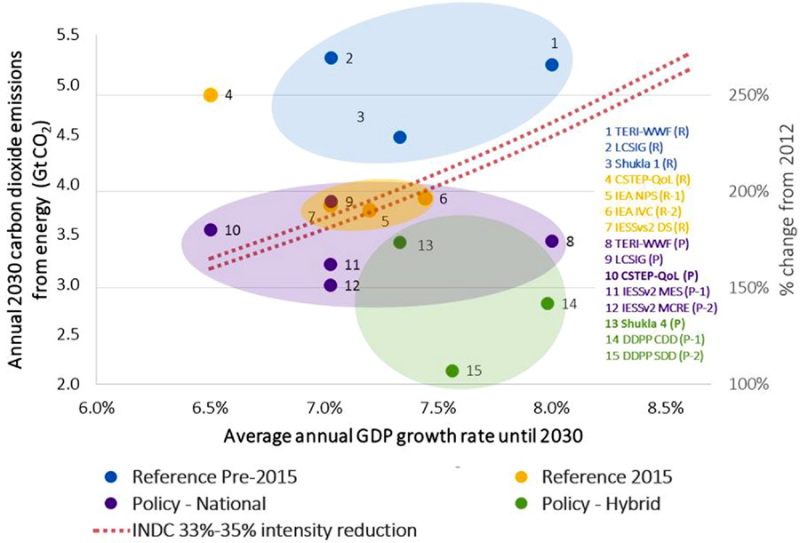 Annual 2030 carbon dioxide emissions
from energy (Gt CO₂)
5.5
5.0
4.5
4.0
3.5
3.0
2.5
2.0
6.0%
6.5%
7.0%
7.5%
8.0%
8.5%
Average annual GDP growth rate until 2030
250%
200%
150%
100%
% change from 2012
1
2
3
4
5
6
7
8
9
10
11
12
13
14
15
1 TERI-WWF (R)
2 LCSIG (R)
3 Shukla 1 (R)
4 CSTEP-QoL (R)
5 IEA NPS (R-1)
6 IEA IVC (R-2)
7 IESSvs2 DS (R)
8 TERI-WWF (P)
9 LCSIG (P)
10 CSTEP-QoL (P)
11 IESSv2 MES (P-1)
12 IESSv2 MCRE (P-2)
13 Shukla 4 (P)
14 DDPP CDD (P-1)
15 DDPP SDD (P-2)
Reference Pre-2015
Reference 2015
Policy - National
Policy - Hybrid
INDC 33%-35% intensity reduction